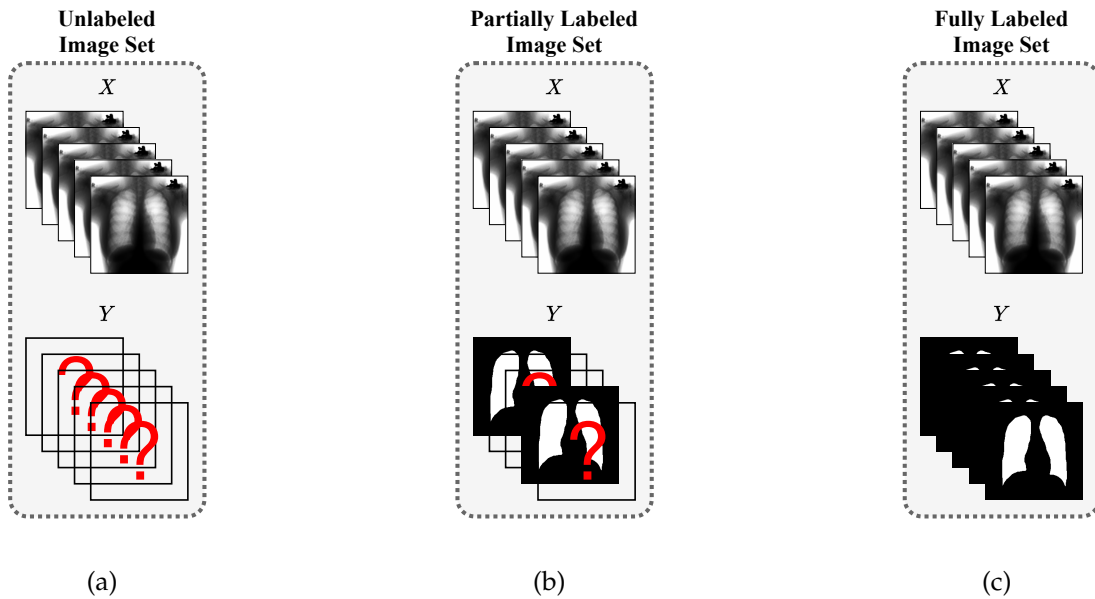 Unlabeled
Image Set
X
Y
? ? ? ? ?
(a)
Partially Labeled
Image Set
X
Y
? ?
(b)
Fully Labeled
Image Set
X
Y
(c)